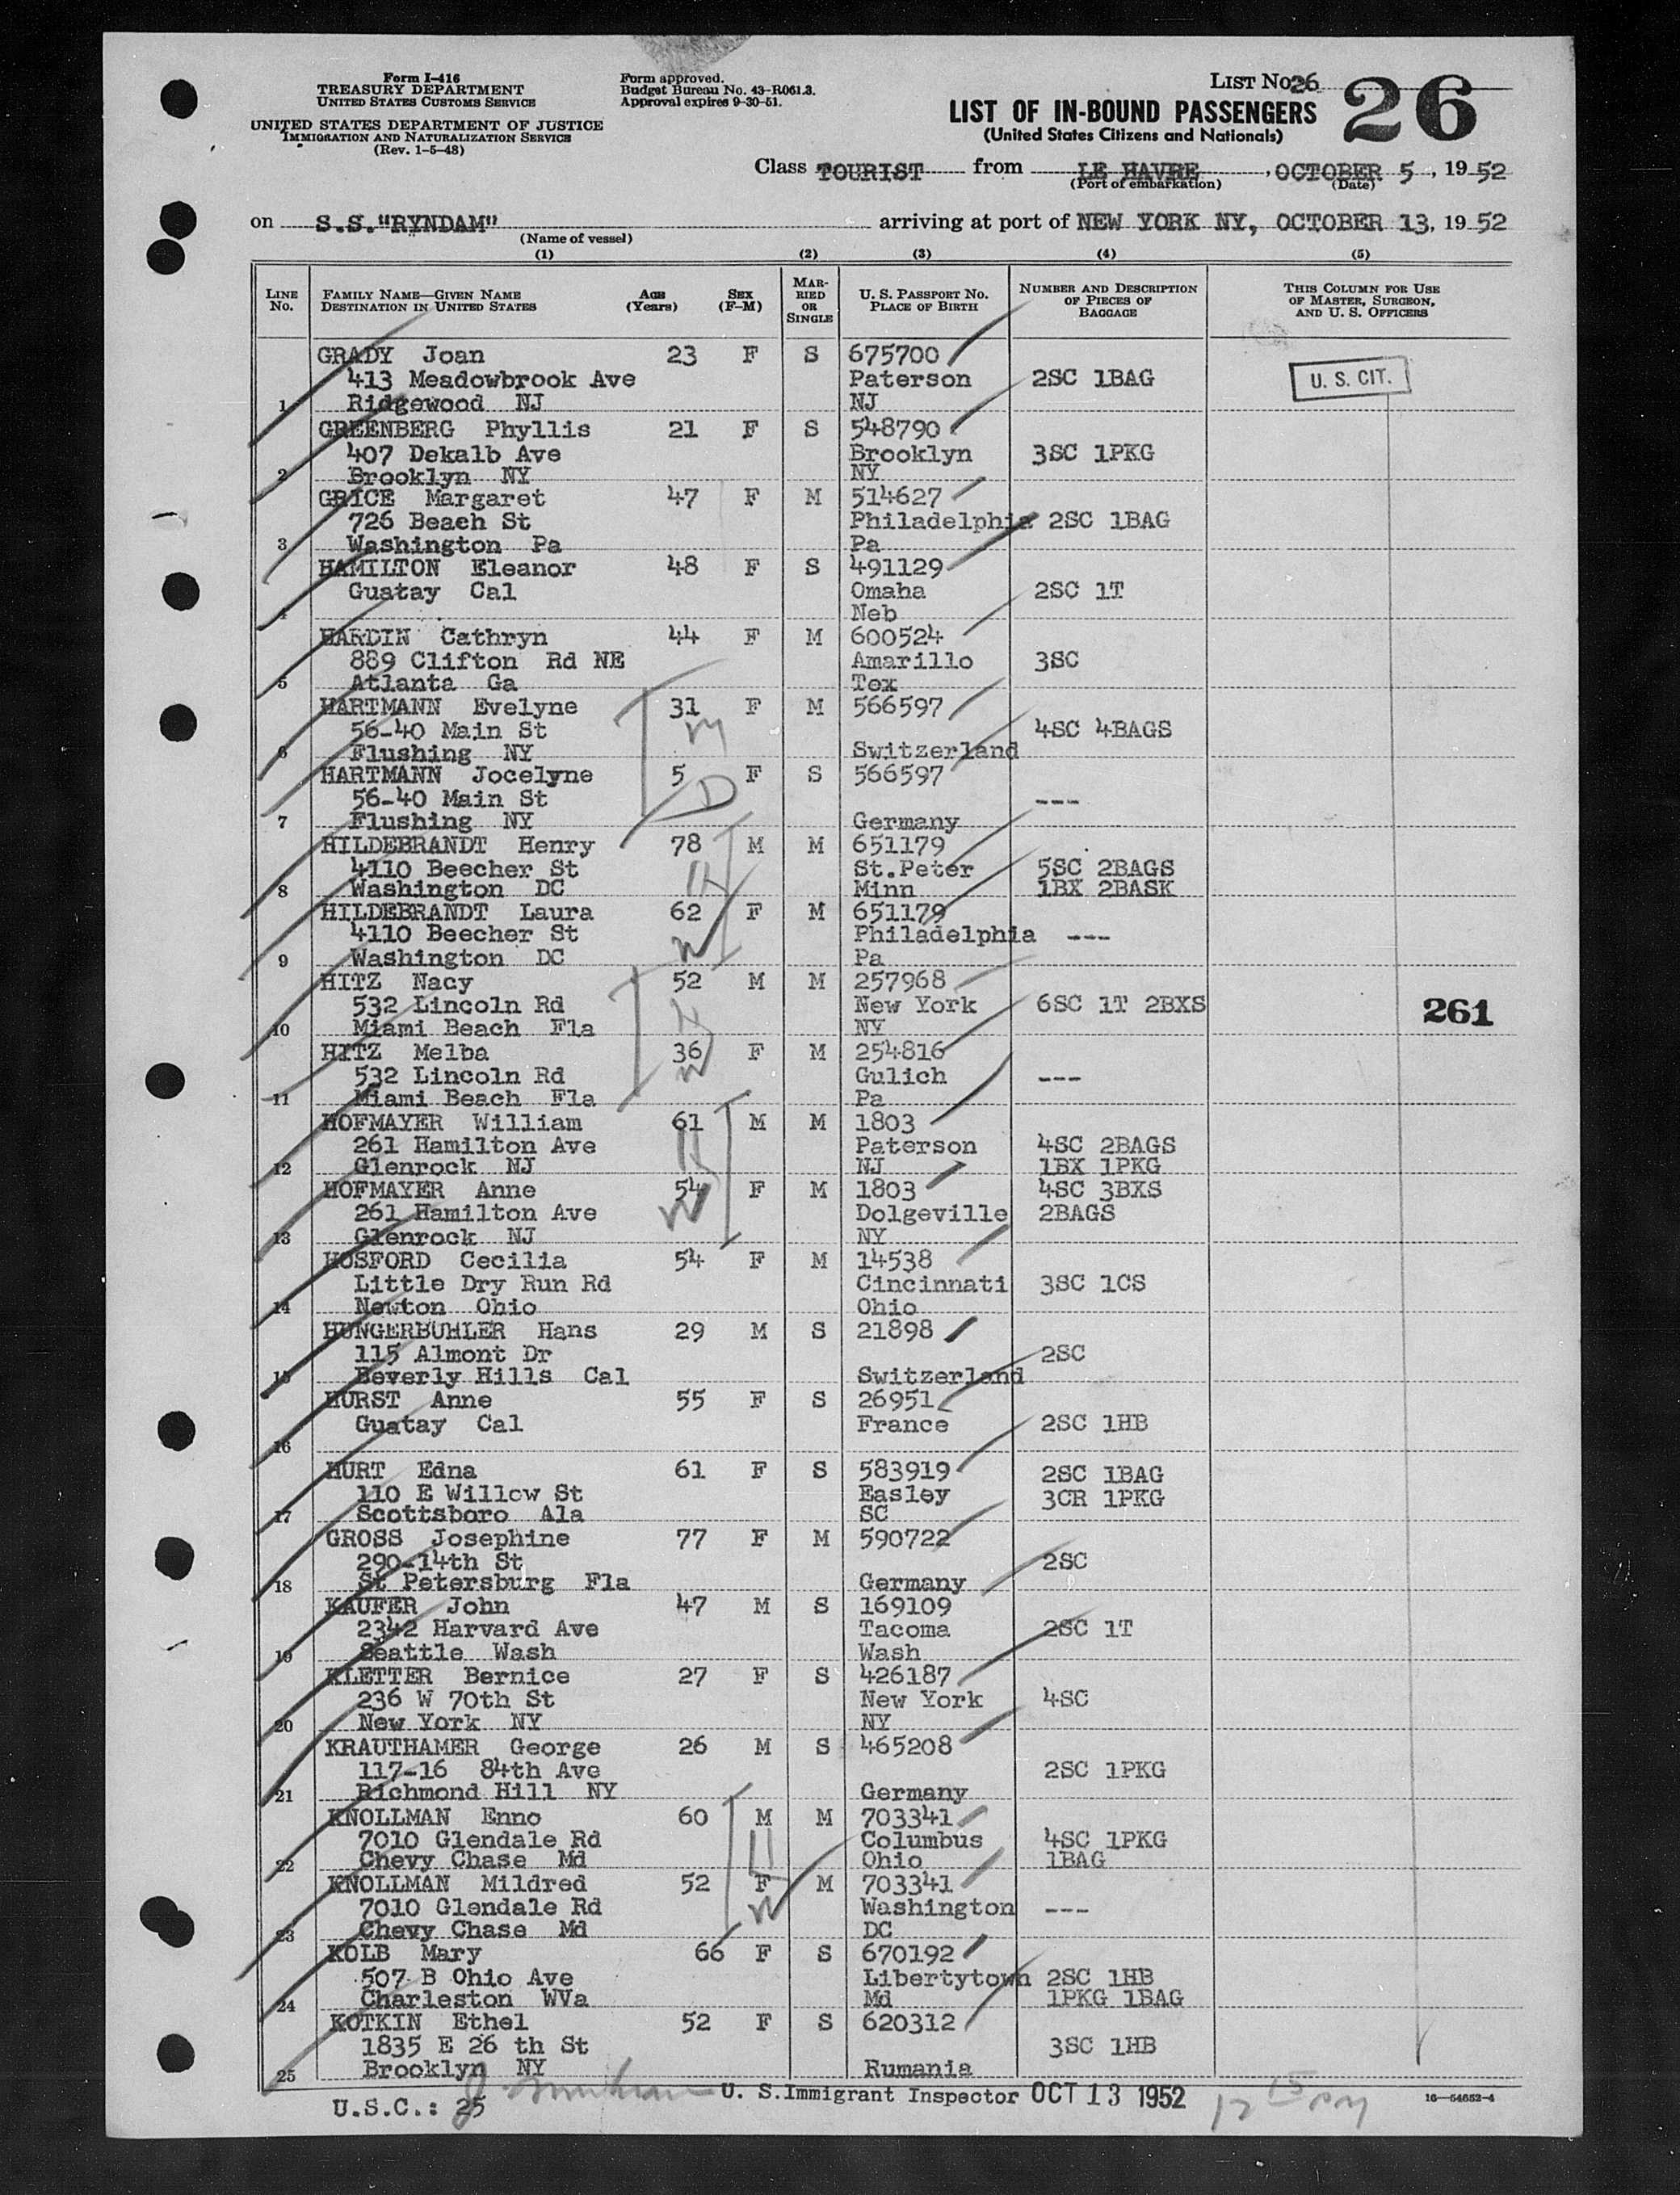 Form I-416
TREASURY DEPARTMENT
UNITED STATES CUSTOMS SERVICE
UNITED STATES DEPARTMENT OF JUSTICE
IMMIGRATION AND NATURALIZATION SERVICE
(Rev. 1-5-48)
Form approved.
Budget Bureau No. 43-R061.3.
Approval expires 9-30-51.
LIST No. 26
26
LIST OF IN-BOUND PASSENGERS
(United States Citizens and Nationals)
Class TOURIST from LE HAVRE, OCTOBER 5, 1952
(Port of embarkation) (Date)
on S.S."RYNDAM" arriving at port of NEW YORK NY, OCTOBER 13, 1952
(Name of vessel)
(1) (2) (3) (4) (5)
LINE No. FAMILY NAME—GIVEN NAME DESTINATION IN UNITED STATES AGE (Years) SEX (F-M) MARRIED OR SINGLE U. S. PASSPORT No. PLACE OF BIRTH NUMBER AND DESCRIPTION OF PIECES OF BAGGAGE THIS COLUMN FOR USE OF MASTER, SURGEON, AND U. S. OFFICERS
GRADY Joan 23 F S 675700
413 Meadowbrook Ave Paterson 2SC 1BAG U. S. CIT.
1 Ridgewood NJ NJ
GREENBERG Phyllis 21 F S 548790
407 Dekalb Ave Brooklyn 3SC 1PKG
2 Brooklyn NY NY
GRICE Margaret 47 F M 514627
726 Beach St Philadelphia 2SC 1BAG
3 Washington Pa Pa
HAMILTON Eleanor 48 F S 491129
Guatay Cal Omaha 2SC 1T
4 Neb
HARDIN Cathryn 44 F M 600524
889 Clifton Rd NE Amarillo 3SC
5 Atlanta Ga Tex
HARTMANN Evelyne 31 F M 566597
56-40 Main St M 4SC 4BAGS
6 Flushing NY Switzerland
HARTMANN Jocelyne 5 F S 566597
56-40 Main St D ---
7 Flushing NY Germany
HILDEBRANDT Henry 78 M M 651179
4110 Beecher St H St.Peter 5SC 2BAGS
8 Washington DC Minn 1BX 2BASK
HILDEBRANDT Laura 62 F M 651179
4110 Beecher St W Philadelphia ---
9 Washington DC Pa
HITZ Nacy 52 M M 257968
532 Lincoln Rd H New York 6SC 1T 2BXS 261
10 Miami Beach Fla NY
HITZ Melba 36 F M 254816
532 Lincoln Rd W Gulich ---
11 Miami Beach Fla Pa
HOFMAYER William 61 M M 1803
261 Hamilton Ave H Paterson 4SC 2BAGS
12 Glenrock NJ NJ 1BX 1PKG
HOFMAYER Anne 54 F M 1803 4SC 3BXS
261 Hamilton Ave W Dolgeville 2BAGS
13 Glenrock NJ NY
HOSFORD Cecilia 54 F M 14538
Little Dry Run Rd Cincinnati 3SC 1CS
14 Newton Ohio Ohio
HUNGERBUHLER Hans 29 M S 21898
115 Almont Dr 2SC
15 Beverly Hills Cal Switzerland
HURST Anne 55 F S 26951
Guatay Cal France 2SC 1HB
16
HURT Edna 61 F S 583919 2SC 1BAG
110 E Willow St Easley 3CR 1PKG
17 Scottsboro Ala SC
GROSS Josephine 77 F M 590722
290-14th St 2SC
18 St Petersburg Fla Germany
KAUFER John 47 M S 169109
2342 Harvard Ave Tacoma 2SC 1T
19 Seattle Wash Wash
KLETTER Bernice 27 F S 426187
236 W 70th St New York 4SC
20 New York NY NY
KRAUTHAMER George 26 M S 465208
117-16 84th Ave 2SC 1PKG
21 Richmond Hill NY Germany
KNOLLMAN Enno 60 M M 703341
7010 Glendale Rd H Columbus 4SC 1PKG
22 Chevy Chase Md Ohio 1BAG
KNOLLMAN Mildred 52 F M 703341
7010 Glendale Rd W Washington ---
23 Chevy Chase Md DC
KOLB Mary 66 F S 670192
507 B Ohio Ave Libertytown 2SC 1HB
24 Charleston WVa Md 1PKG 1BAG
KOTKIN Ethel 52 F S 620312
1835 E 26 th St 3SC 1HB
25 Brooklyn NY Rumania
U.S.C.: 25 U. S.Immigrant Inspector OCT 13 1952 12 15 PM 16—54652-4